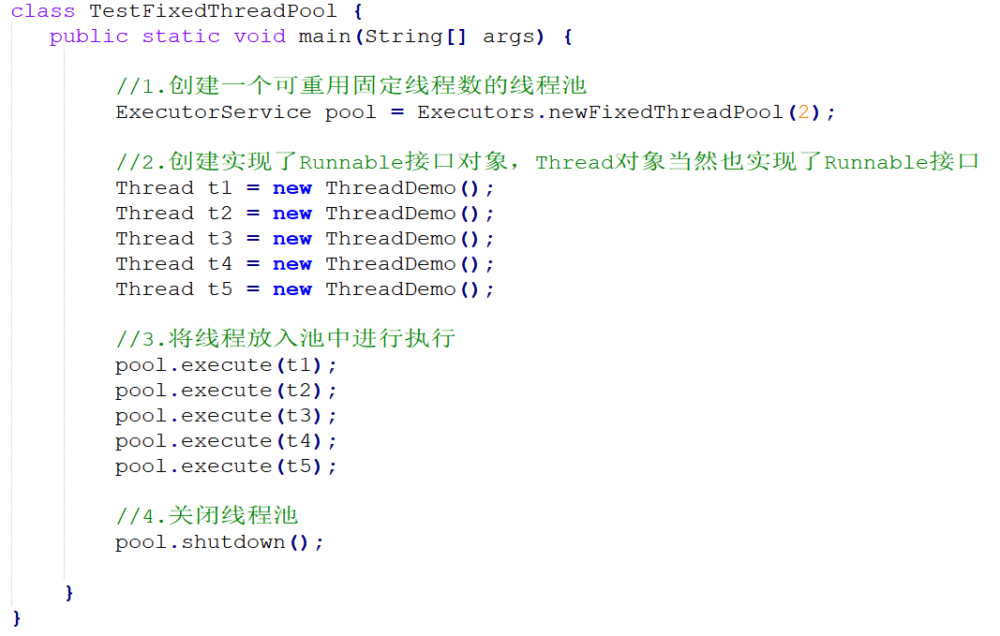 class TestFixedThreadPool {
public static void main(String[] args) {
//1.创建一个可重用固定线程数的线程池
ExecutorService pool = Executors.newFixedThreadPool(2);
//2.创建实现了Runnable接口对象，Thread对象当然也实现了Runnable接口
Thread t1 = new ThreadDemo();
Thread t2 = new ThreadDemo();
Thread t3 = new ThreadDemo();
Thread t4 = new ThreadDemo();
Thread t5 = new ThreadDemo();
//3.将线程放入池中进行执行
pool.execute(t1);
pool.execute(t2);
pool.execute(t3);
pool.execute(t4);
pool.execute(t5);
//4.关闭线程池
pool.shutdown();
}
}